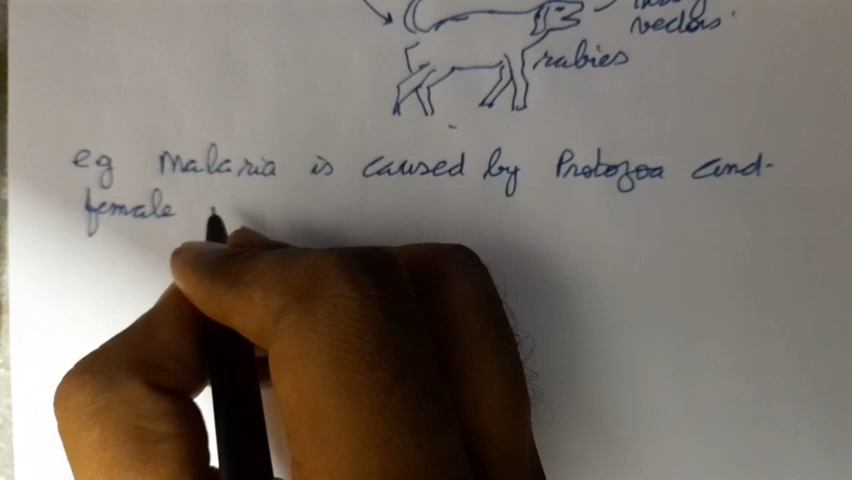 vectors.
rabies
eg Malaria is caused by Protozoa and-
female